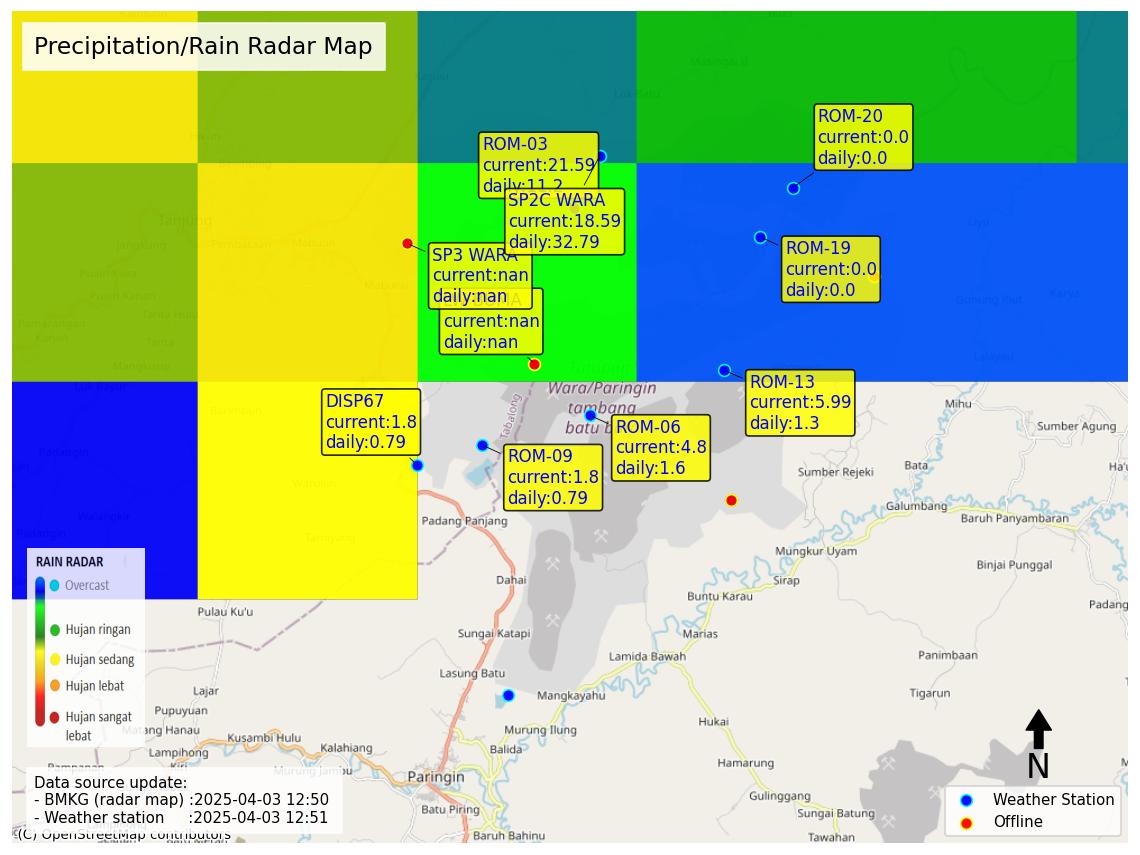 Precipitation/Rain Radar Map
ROM-20
current:0.0
daily:0.0
ROM-03
current:21.59
daily:11.2
SP2C WARA
current:18.59
daily:32.79
Tanjung
ROM-19
current:0.0
daily:0.0
SP3 WARA
current:nan
daily:nan
current:nan
daily:nan
Wara/Paringin
tambang
batu b
Tabalong
ROM-13
current:5.99
daily:1.3
DISP67
current:1.8
daily:0.79
ROM-06
current:4.8
daily:1.6
ROM-09
current:1.8
daily:0.79
Mihu
Sumber Agung
Bata
Sumber Rejeki
Galumbang
Baruh Panyambaran
Padang Panjang
Mungkur Uyam
Binjai Punggal
Dahai
Sirap
Buntu Karau
Padang
Pulau Ku'u
Sungai Katapi
Marias
Lamida Bawah
Panimbaan
Lasung Batu
Tigarun
Lajar
Mangkayahu
Pupuyuan
Hukai
Matang Hanau
Kusambi Hulu
Murung Ilung
Lampihong
Kalahiang
Balida
Hamarung
Murung Jambu
Paringin
Gulinggang
Batu Piring
Sungai Batung
Baruh Bahinu
Tawahan
RAIN RADAR
Overcast
Hujan ringan
Hujan sedang
Hujan lebat
Hujan sangat
lebat
Data source update:
- BMKG (radar map) :2025-04-03 12:50
- Weather station :2025-04-03 12:51
(C) OpenStreetMap contributors
N
Weather Station
Offline